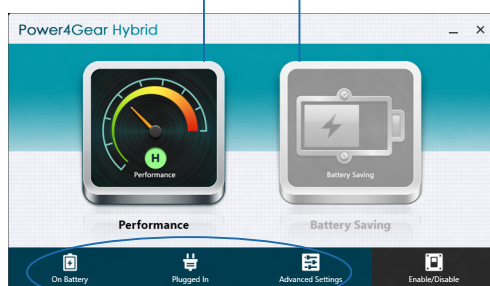 Power4Gear Hybrid
H
Performance
Battery Saving
Performance
Battery Saving
On Battery
Plugged In
Advanced Settings
Enable/Disable